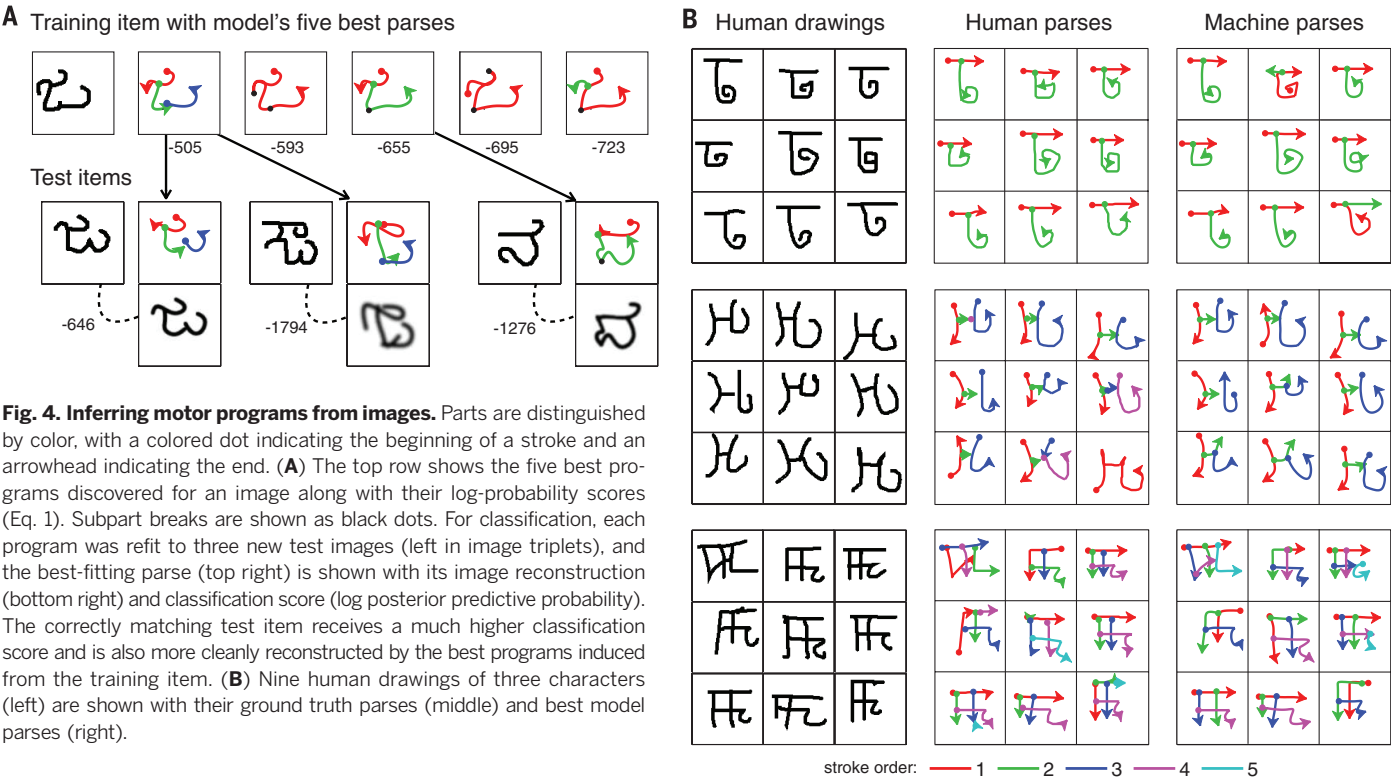 A Training item with model's five best parses
-505
-593
-655
-695
-723
Test items
-646
-1794
-1276
Fig. 4. Inferring motor programs from images. Parts are distinguished
by color, with a colored dot indicating the beginning of a stroke and an
arrowhead indicating the end. (A) The top row shows the five best pro-
grams discovered for an image along with their log-probability scores
(Eq. 1). Subpart breaks are shown as black dots. For classification, each
program was refit to three new test images (left in image triplets), and
the best-fitting parse (top right) is shown with its image reconstruction
(bottom right) and classification score (log posterior predictive probability).
The correctly matching test item receives a much higher classification
score and is also more cleanly reconstructed by the best programs induced
from the training item. (B) Nine human drawings of three characters
(left) are shown with their ground truth parses (middle) and best model
parses (right).
B Human drawings Human parses Machine parses
stroke order: 1 2 3 4 5